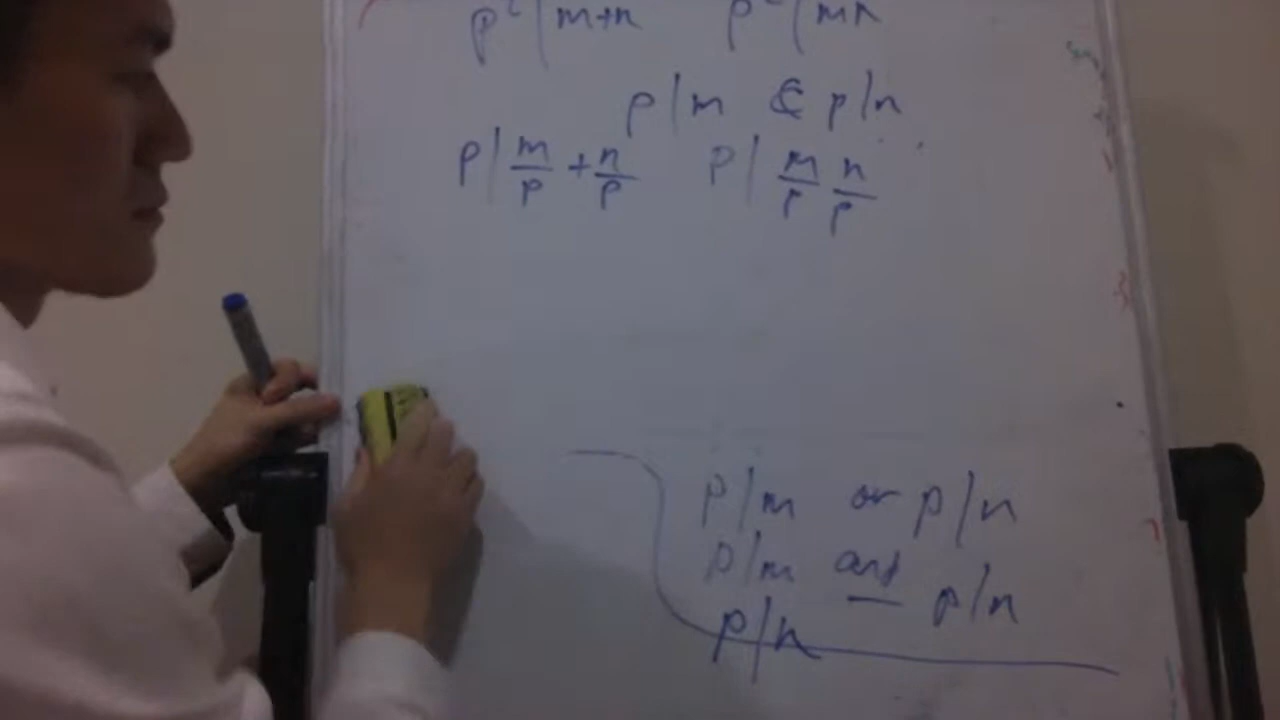 p² | m+n p² | mn
p | m & p | n
p | m/p + n/p p | m/p n/p
p | m or p | n
p | m and p | n
p | n